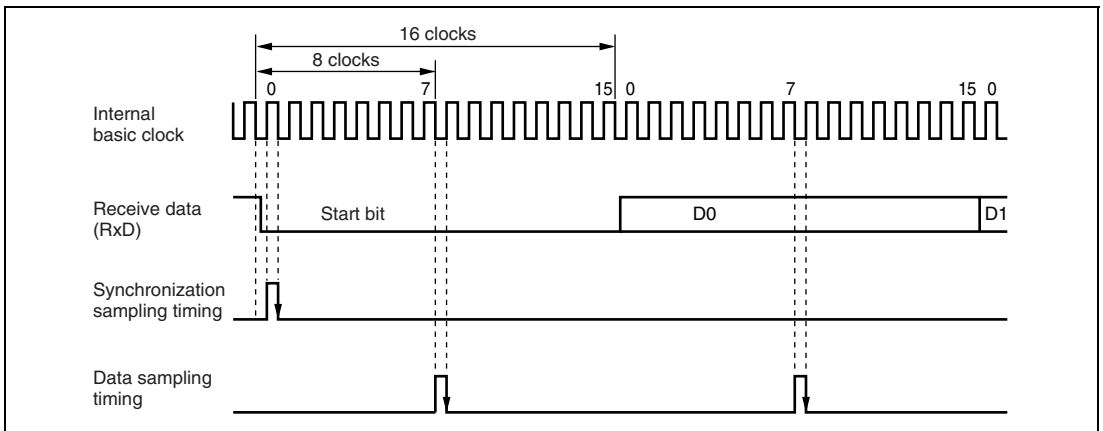 16 clocks
8 clocks
0 7 15 0 7 15 0
Internal
basic clock
Receive data
(RxD)
Start bit D0 D1
Synchronization
sampling timing
Data sampling
timing